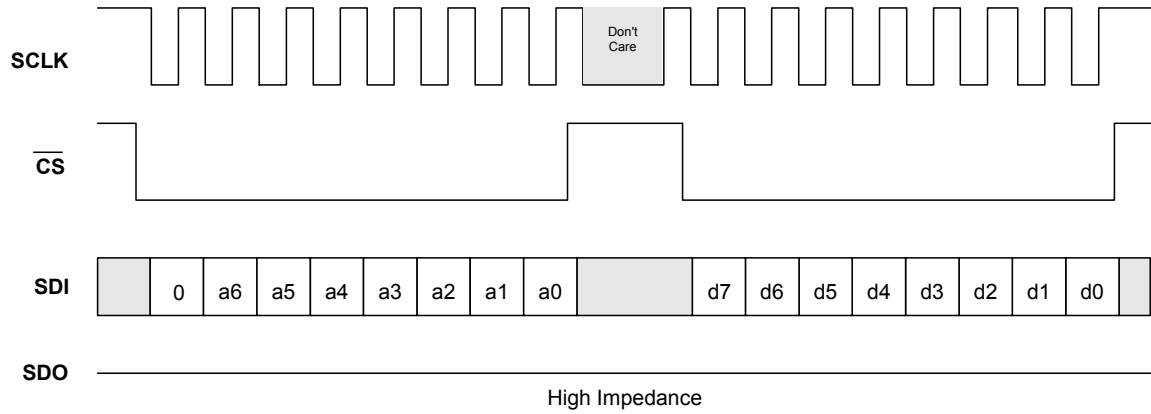 Don't
Care
SCLK
CS
SDI
0 a6 a5 a4 a3 a2 a1 a0 d7 d6 d5 d4 d3 d2 d1 d0
SDO
High Impedance